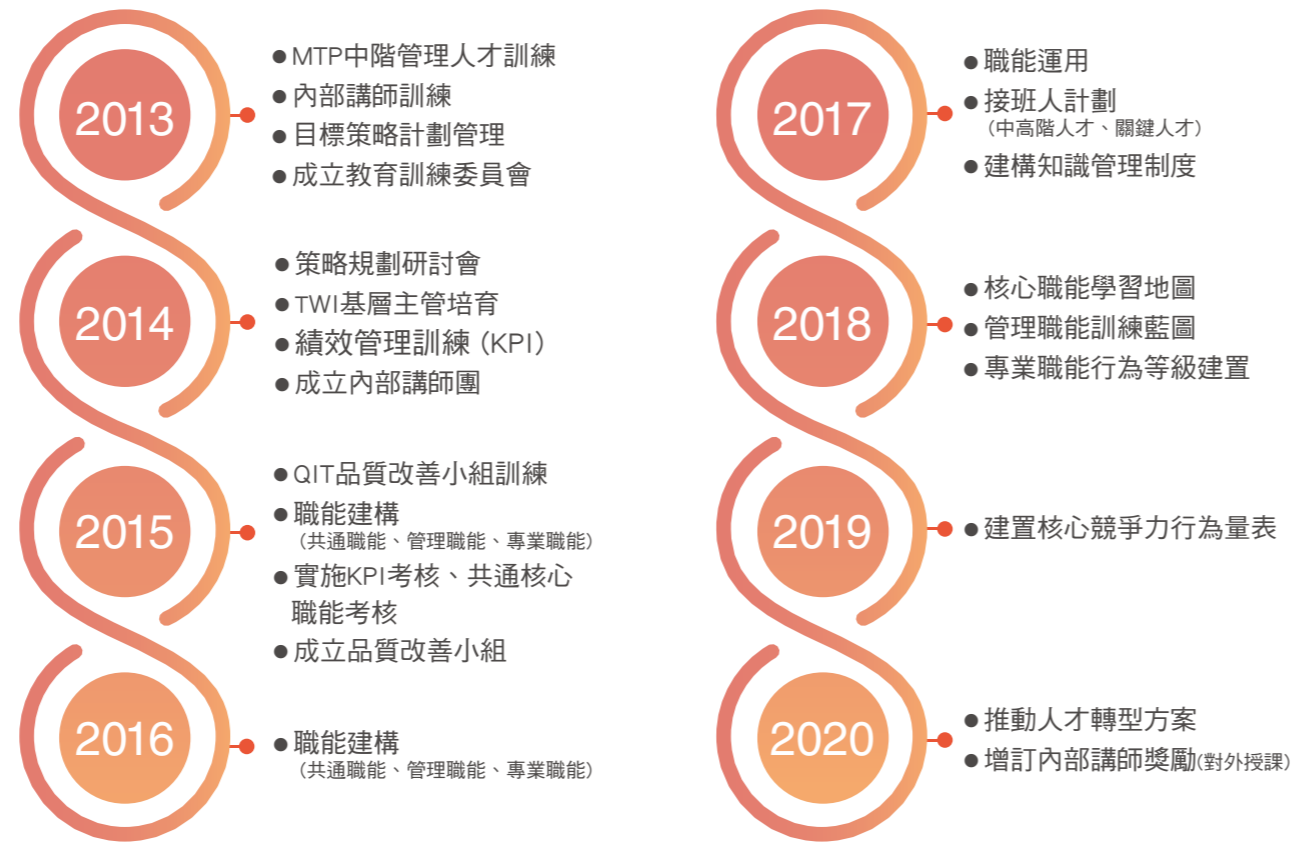 2013
●MTP中階管理人才訓練
●內部講師訓練
●目標策略計劃管理
●成立教育訓練委員會
2014
●策略規劃研討會
●TWI基層主管培育
●績效管理訓練（KPI）
●成立內部講師團
2015
●QIT品質改善小組訓練
●職能建構
（共通職能、管理職能、專業職能）
●實施KPI考核、共通核心
職能考核
●成立品質改善小組
2016
●職能建構
（共通職能、管理職能、專業職能）
2017
●職能運用
●接班人計劃
（中高階人才、關鍵人才）
●建構知識管理制度
2018
●核心職能學習地圖
●管理職能訓練藍圖
●專業職能行為等級建置
2019
●建置核心競爭力行為量表
2020
●推動人才轉型方案
●增訂內部講師獎勵(對外授課)